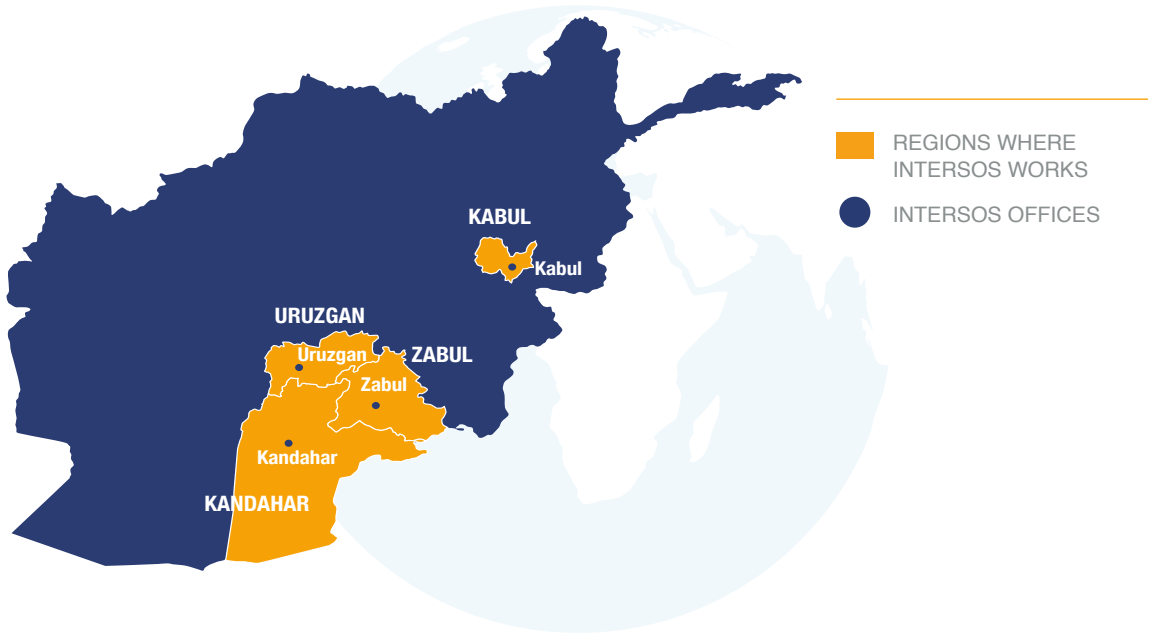 REGIONS WHERE
INTERSOS WORKS
INTERSOS OFFICES
KABUL
Kabul
URUZGAN
Uruzgan
ZABUL
Zabul
Kandahar
KANDAHAR